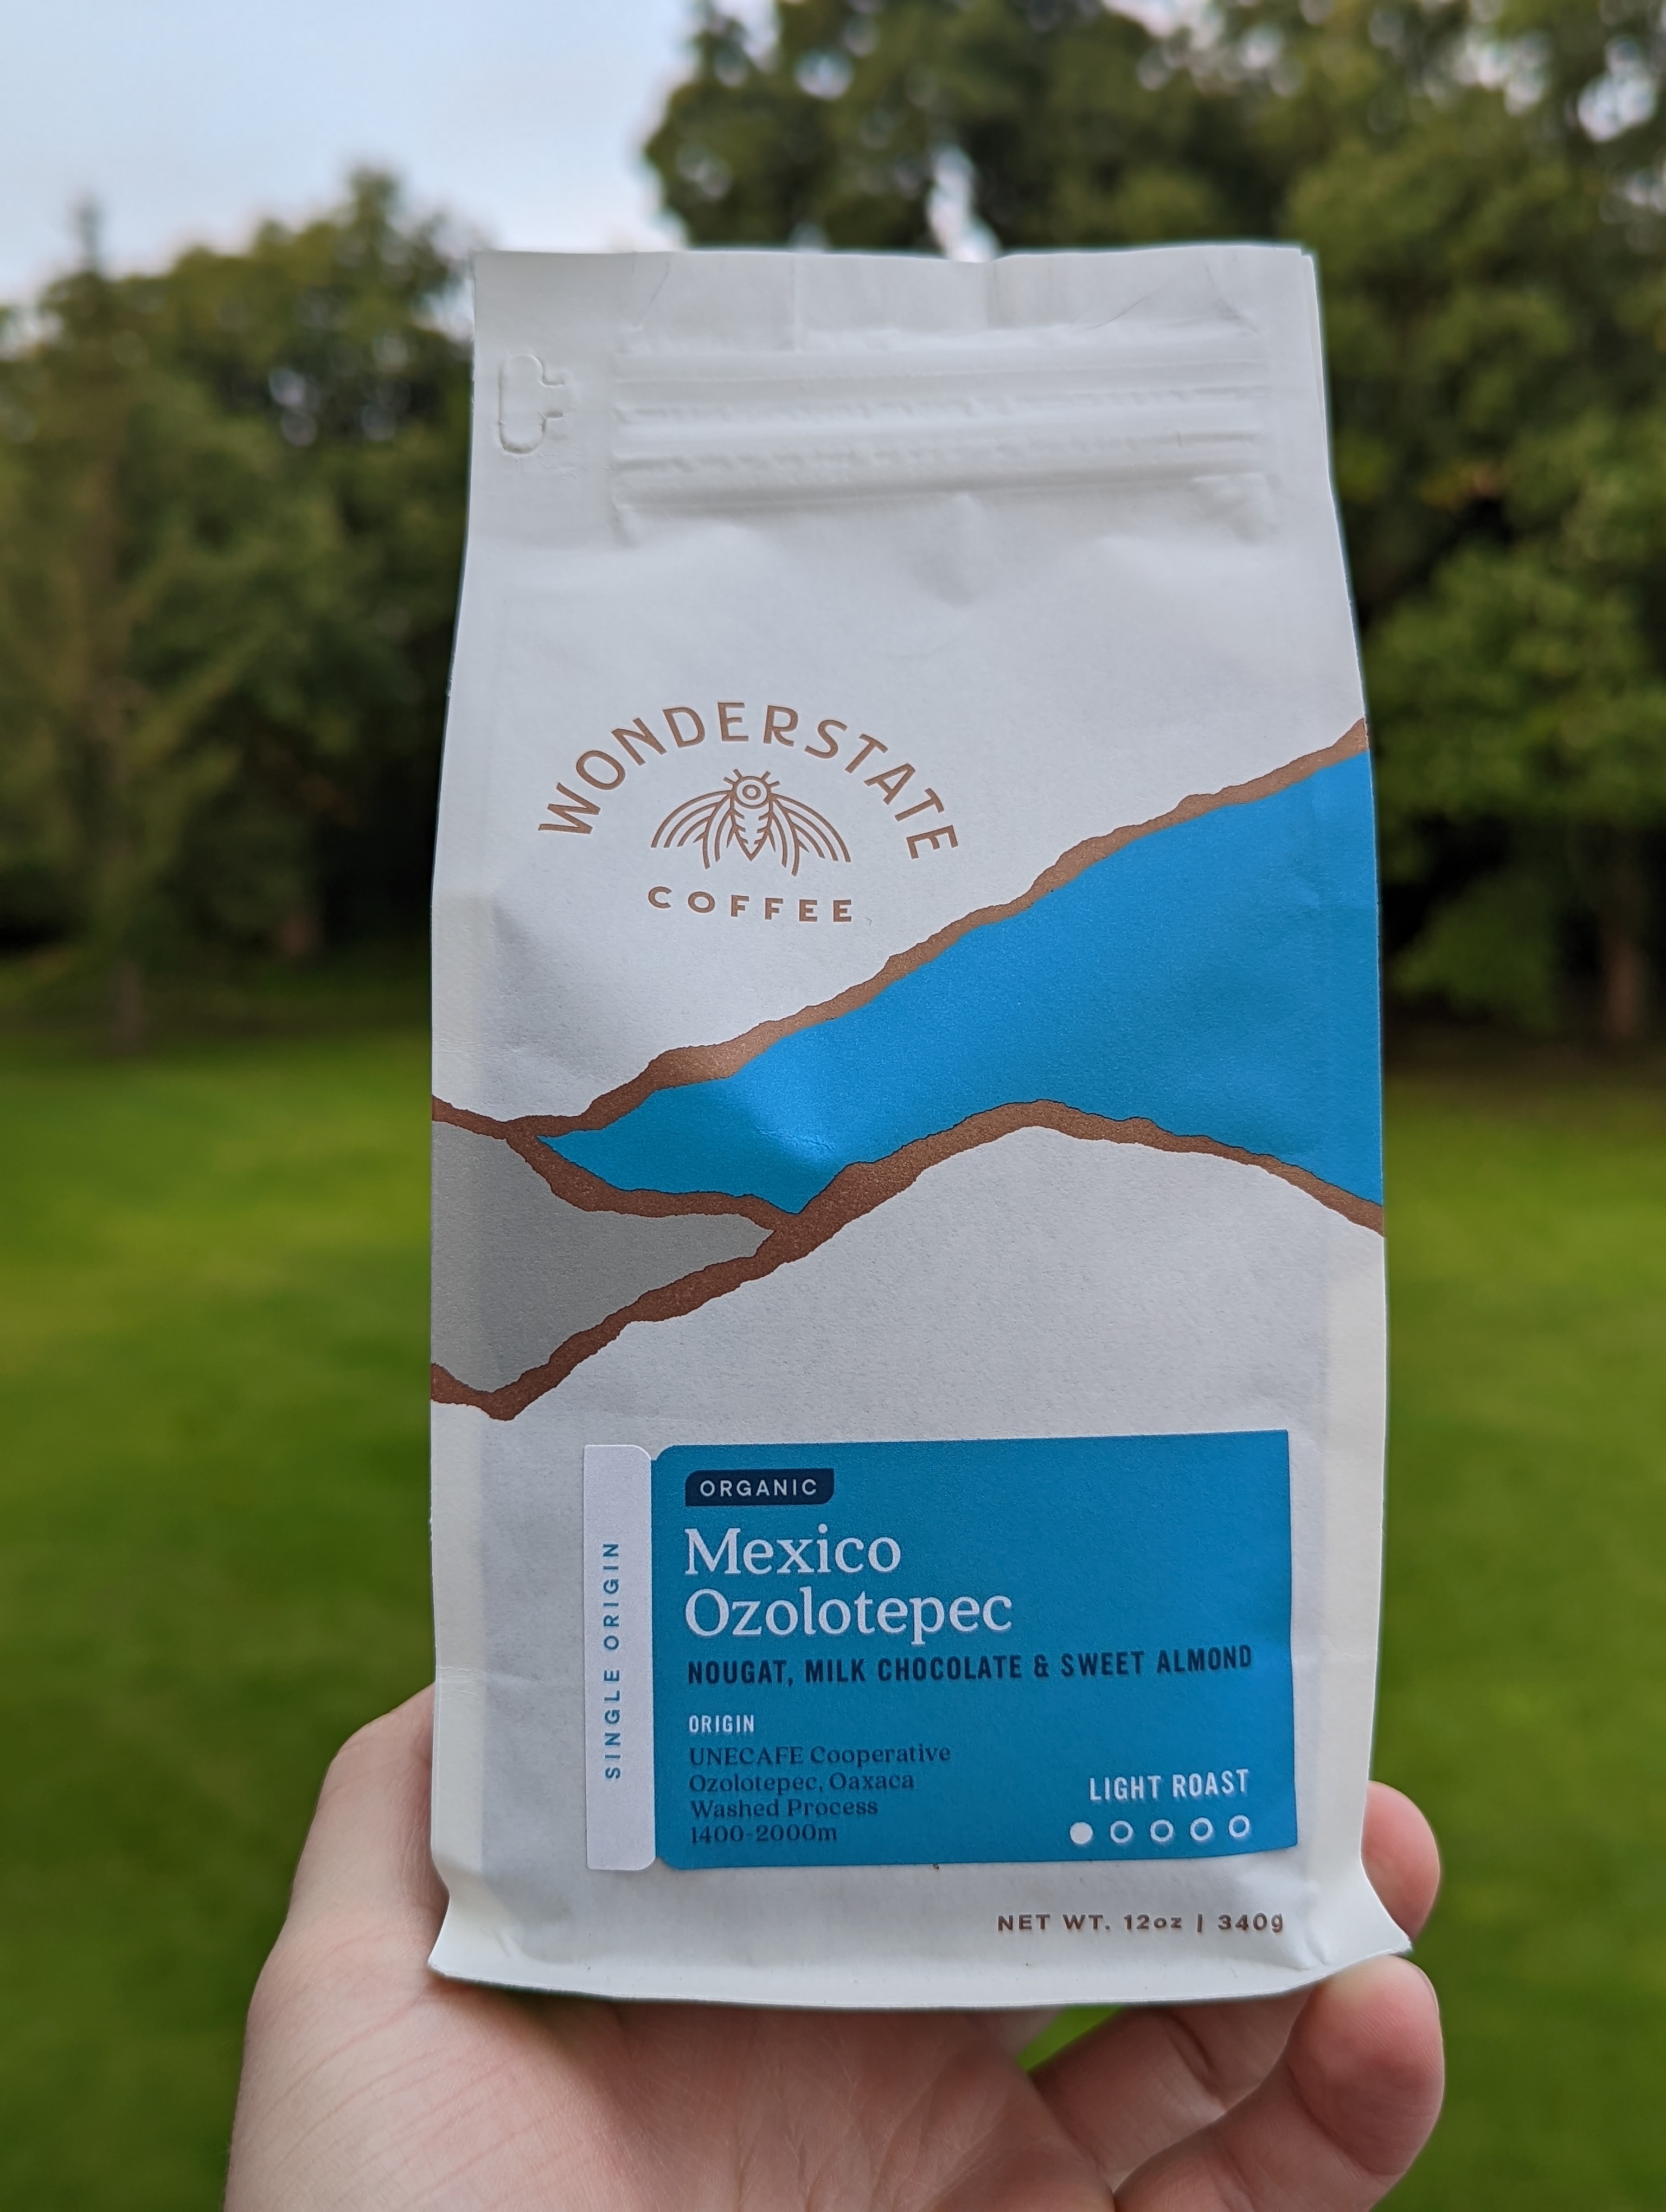 WONDERSTATE
COFFEE
SINGLE ORIGIN
ORGANIC
Mexico
Ozolotepec
NOUGAT, MILK CHOCOLATE & SWEET ALMOND
ORIGIN
UNECAFE Cooperative
Ozolotepec, Oaxaca
Washed Process
1400-2000m
LIGHT ROAST
NET WT. 12oz | 340g